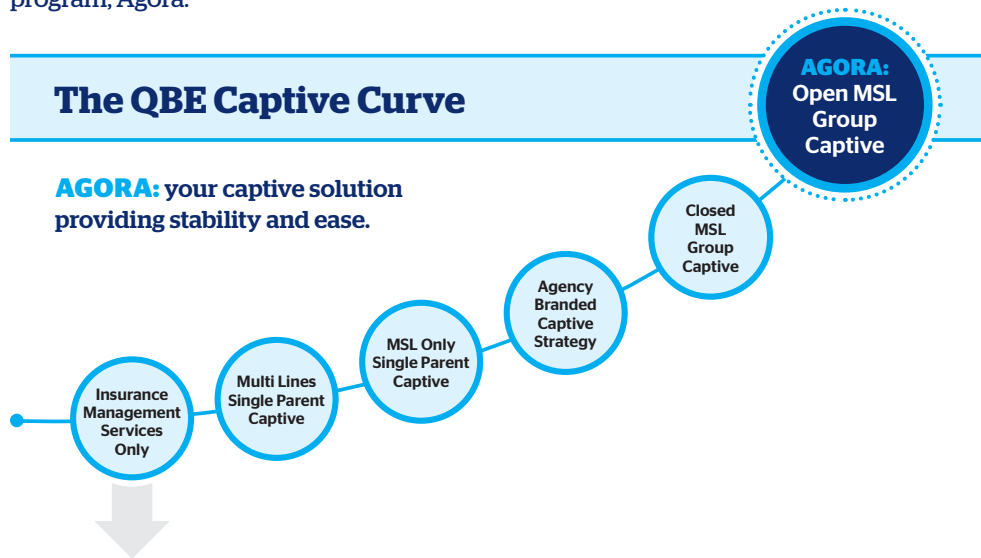 program, Agora.
The QBE Captive Curve
AGORA:
Open MSL
Group
Captive
AGORA: your captive solution
providing stability and ease.
Closed
MSL
Group
Captive
Agency
Branded
Captive
Strategy
MSL Only
Single Parent
Captive
Multi Lines
Single Parent
Captive
Insurance
Management
Services
Only